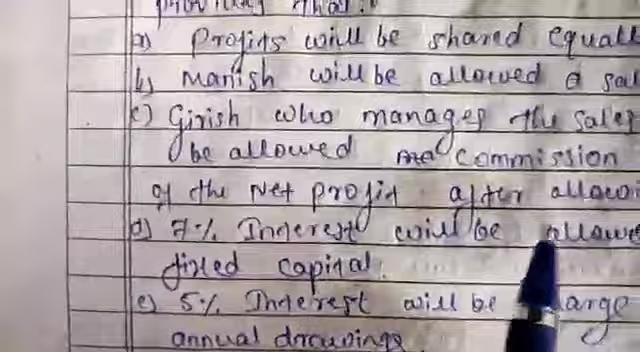 a) Profits will be shared equall
b) Manish will be allowed a sal
c) Girish who manages the sales
be allowed a commission
of the Net profit after allowi
d) 7% Interest will be allowe
fixed capital.
e) 5% Interest will be harge
annual drawings.